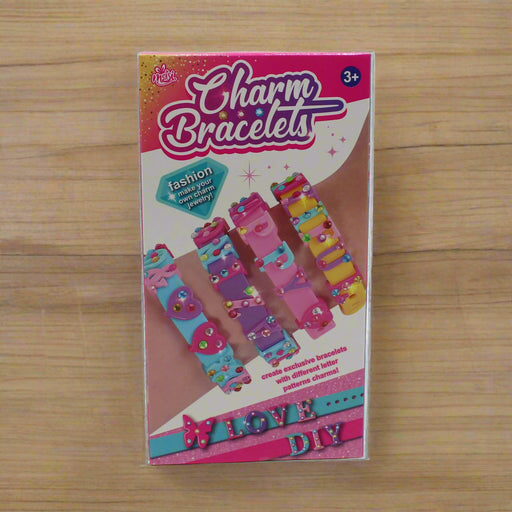 3+
Charm
Bracelets
fashion
make your
own charm
jewelry!
create exclusive bracelets
with different letter
patterns charms!
LOVE
DIY